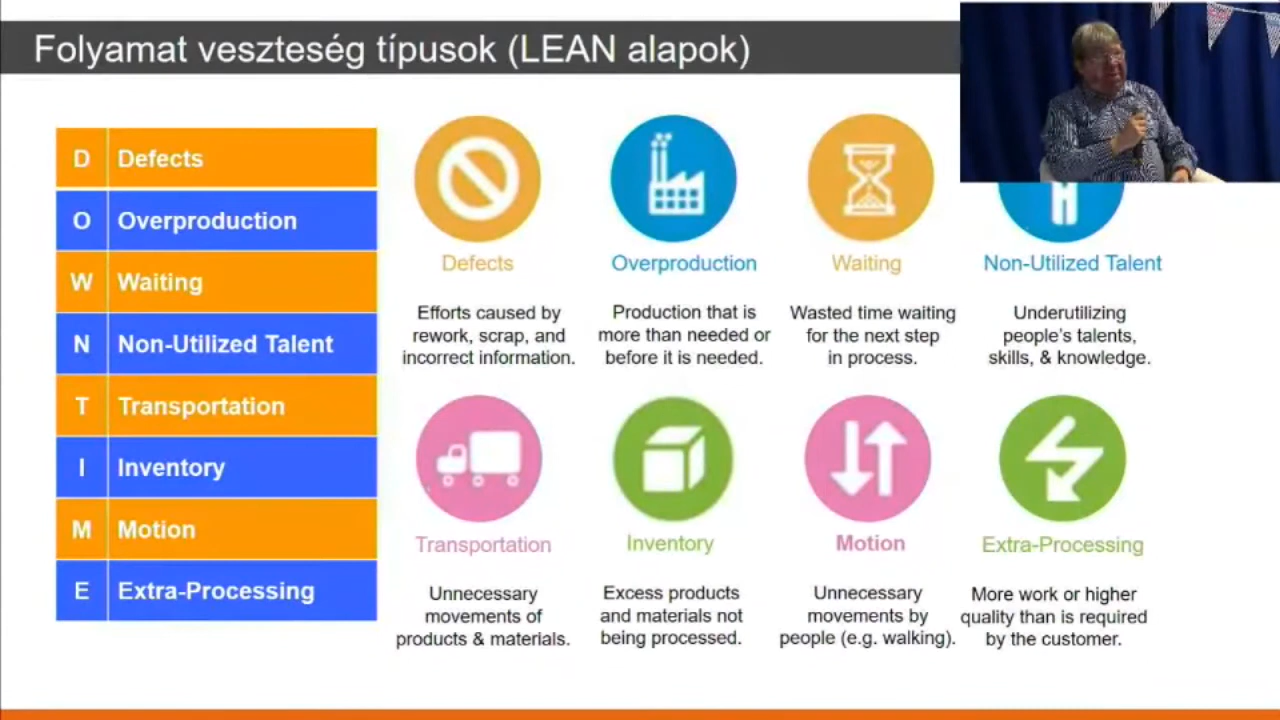 Folyamat veszteség típusok (LEAN alapok)
D Defects
O Overproduction
W Waiting
N Non-Utilized Talent
T Transportation
I Inventory
M Motion
E Extra-Processing
Defects
Efforts caused by
rework, scrap, and
incorrect information.
Overproduction
Production that is
more than needed or
before it is needed.
Waiting
Wasted time waiting
for the next step
in process.
Non-Utilized Talent
Underutilizing
people's talents,
skills, & knowledge.
Transportation
Unnecessary
movements of
products & materials.
Inventory
Excess products
and materials not
being processed.
Motion
Unnecessary
movements by
people (e.g. walking).
Extra-Processing
More work or higher
quality than is required
by the customer.